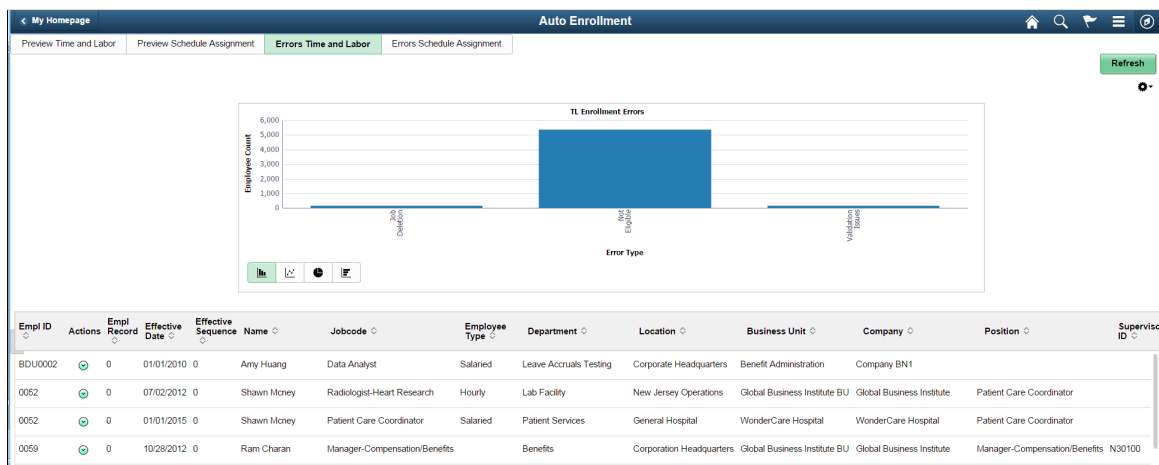 My Homepage
Auto Enrollment
Preview Time and Labor
Preview Schedule Assignment
Errors Time and Labor
Errors Schedule Assignment
Refresh
TL Enrollment Errors
Employee Count
6,000
5,000
4,000
3,000
2,000
1,000
0
Job
Deletion
Not
Eligible
Validation
Issues
Error Type
Empl ID Actions Empl Record Effective Date Effective Sequence Name Jobcode Employee Type Department Location Business Unit Company Position Superviso ID
BDU0002 0 01/01/2010 0 Amy Huang Data Analyst Salaried Leave Accruals Testing Corporate Headquarters Benefit Administration Company BN1
0052 0 07/02/2012 0 Shawn Mcney Radiologist-Heart Research Hourly Lab Facility New Jersey Operations Global Business Institute BU Global Business Institute Patient Care Coordinator
0052 0 01/01/2015 0 Shawn Mcney Patient Care Coordinator Salaried Patient Services General Hospital WonderCare Hospital WonderCare Hospital Patient Care Coordinator
0059 0 10/28/2012 0 Ram Charan Manager-Compensation/Benefits Benefits Corporation Headquarters Global Business Institute BU Global Business Institute Manager-Compensation/Benefits N30100